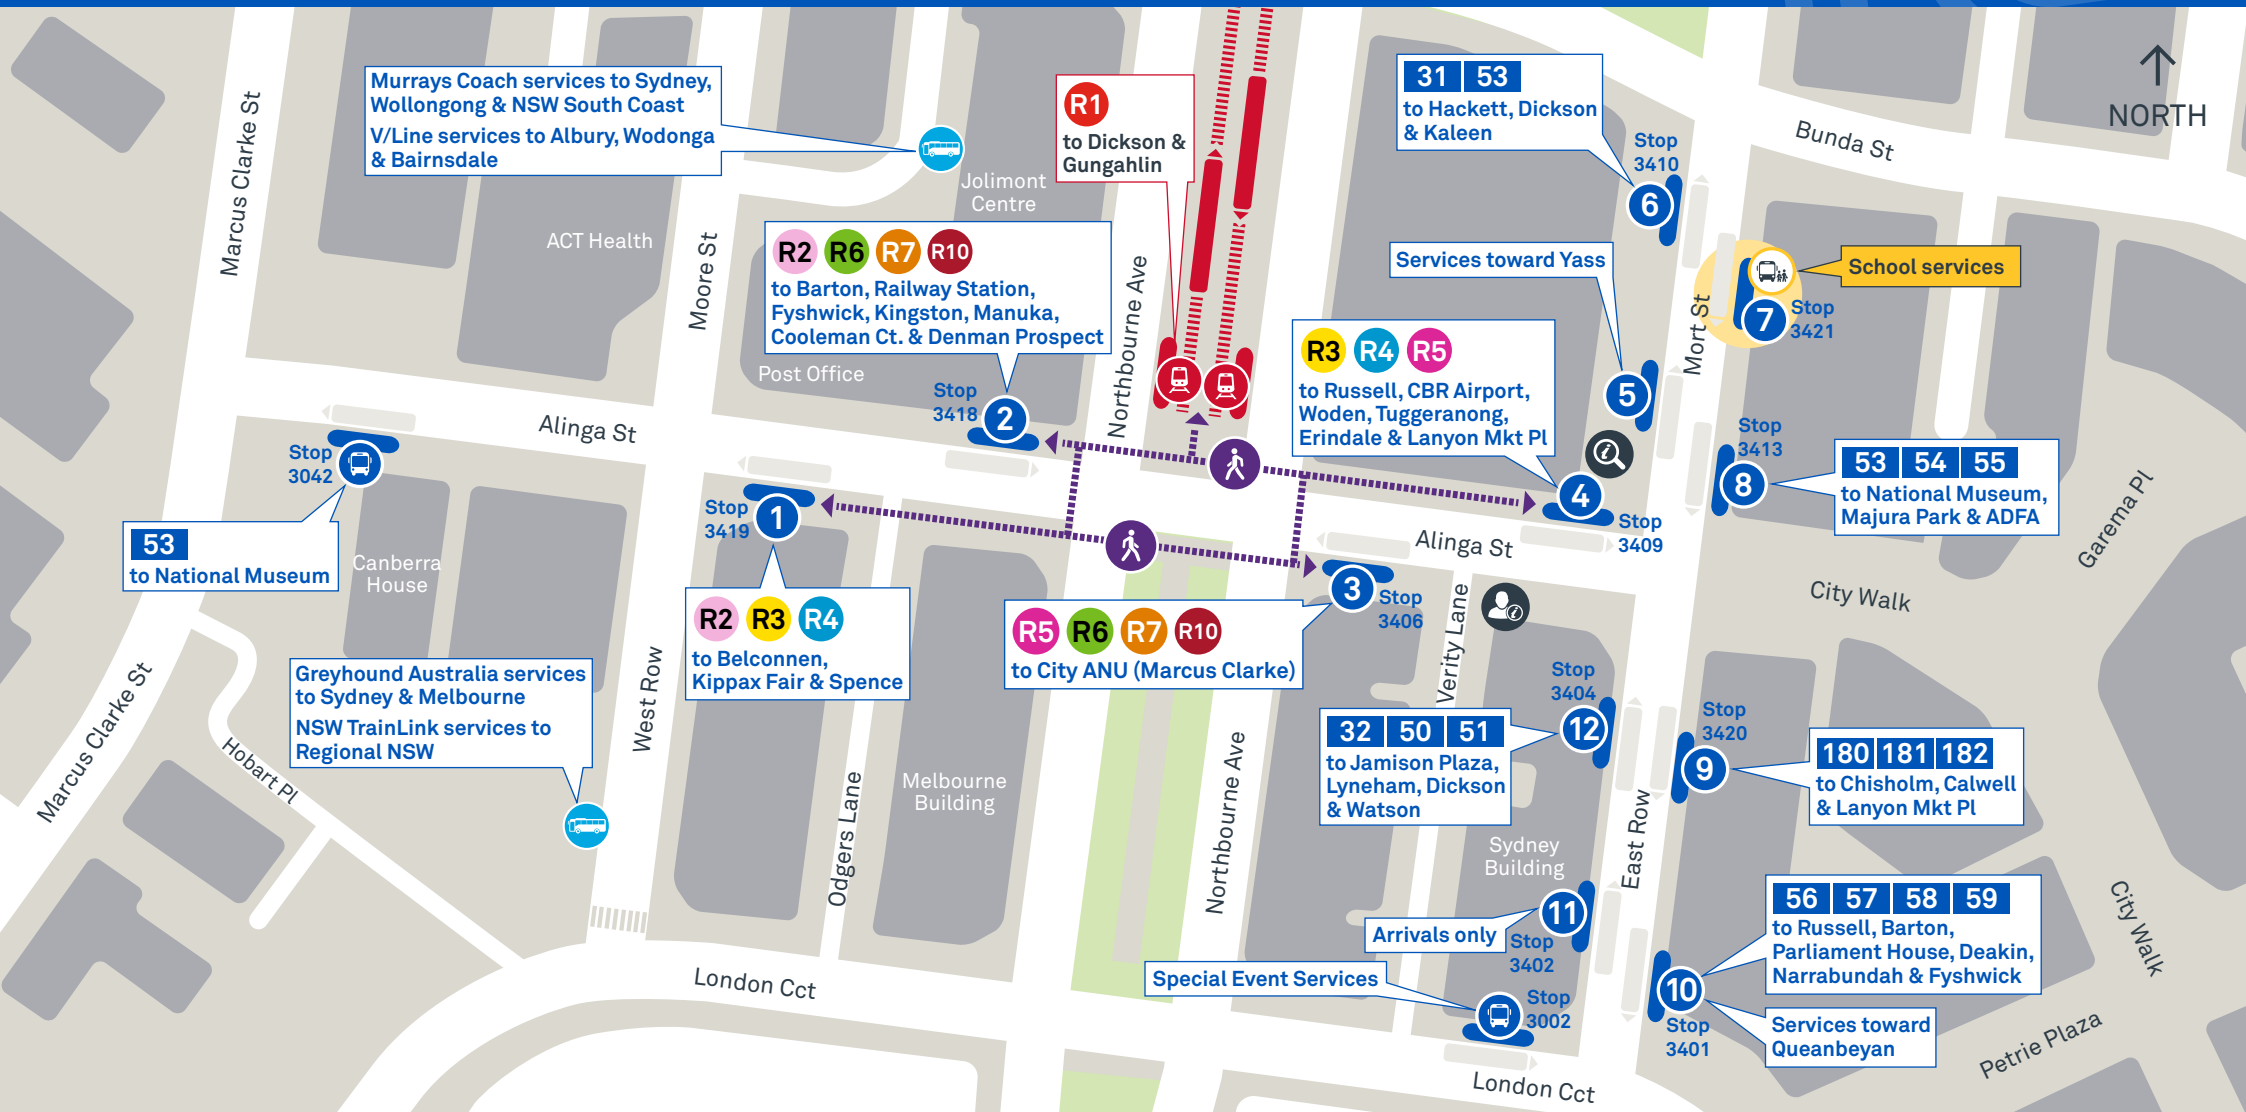 Murrays Coach services to Sydney,
Wollongong & NSW South Coast
V/Line services to Albury, Wodonga
& Bairnsdale
Marcus Clarke St
ACT Health
Moore St
Jolimont
Centre
R1
to Dickson &
Gungahlin
31 53
to Hackett, Dickson
& Kaleen
Stop
3410
6
Bunda St
NORTH
R2 R6 R7 R10
to Barton, Railway Station,
Fyshwick, Kingston, Manuka,
Cooleman Ct. & Denman Prospect
Post Office
Stop
3418
2
Northbourne Ave
Services toward Yass
5
School services
7
Stop
3421
Mort St
R3 R4 R5
to Russell, CBR Airport,
Woden, Tuggeranong,
Erindale & Lanyon Mkt Pl
i
4
Stop
3409
Stop
3413
8
53 54 55
to National Museum,
Majura Park & ADFA
Garema Pl
Alinga St
Stop
3042
53
to National Museum
Canberra
House
Stop
3419
1
R2 R3 R4
to Belconnen,
Kippax Fair & Spence
Alinga St
3
Stop
3406
R5 R6 R7 R10
to City ANU (Marcus Clarke)
Verity Lane
i
City Walk
Marcus Clarke St
Hobart Pl
Greyhound Australia services
to Sydney & Melbourne
NSW TrainLink services to
Regional NSW
West Row
Odgers Lane
Melbourne
Building
Northbourne Ave
Stop
3404
12
32 50 51
to Jamison Plaza,
Lyneham, Dickson
& Watson
Stop
3420
9
180 181 182
to Chisholm, Calwell
& Lanyon Mkt Pl
East Row
Sydney
Building
11
Arrivals only
Stop
3402
Special Event Services
Stop
3002
56 57 58 59
to Russell, Barton,
Parliament House, Deakin,
Narrabundah & Fyshwick
10
Stop
3401
Services toward
Queanbeyan
City Walk
Petrie Plaza
London Cct
London Cct